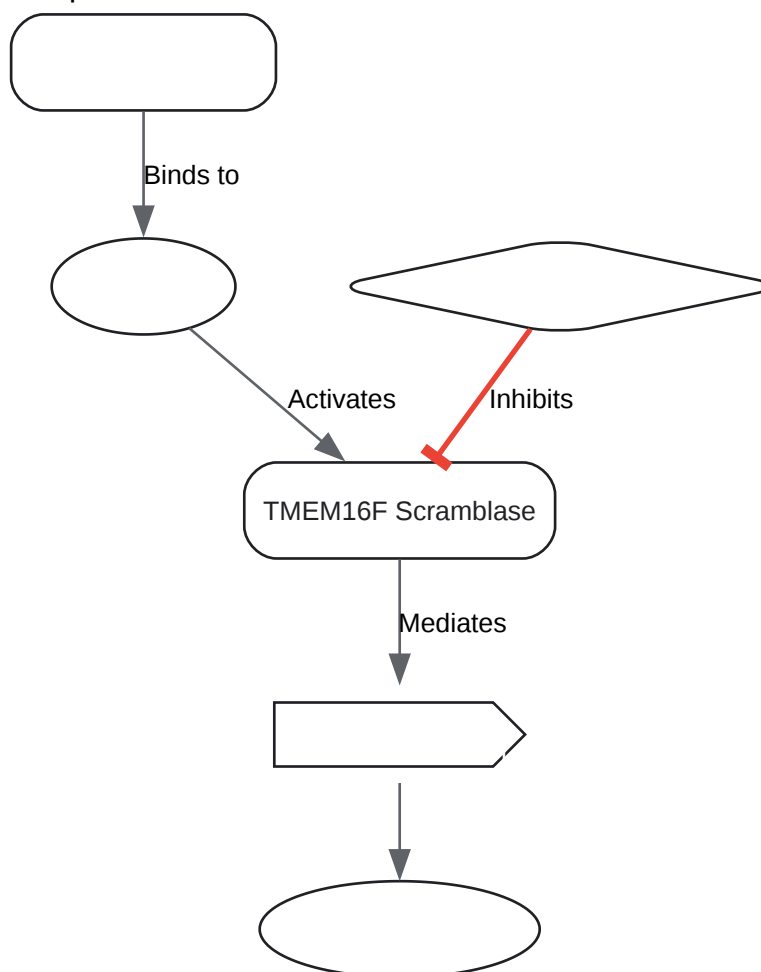 Binds to
Activates
Inhibits
TMEM16F Scramblase
Mediates